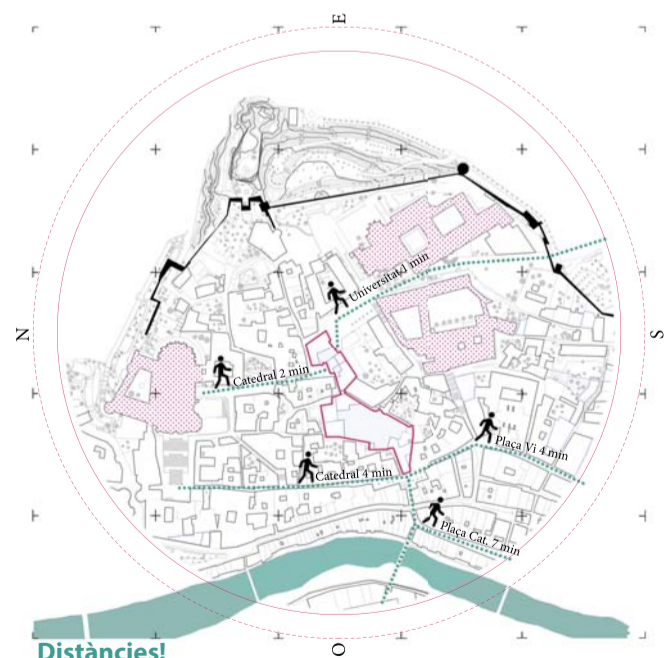 E
Universitat 1 min
N
S
Catedral 2 min
Plaça Vi 4 min
Catedral 4 min
Plaça Cat. 7 min
Distàncies!
O